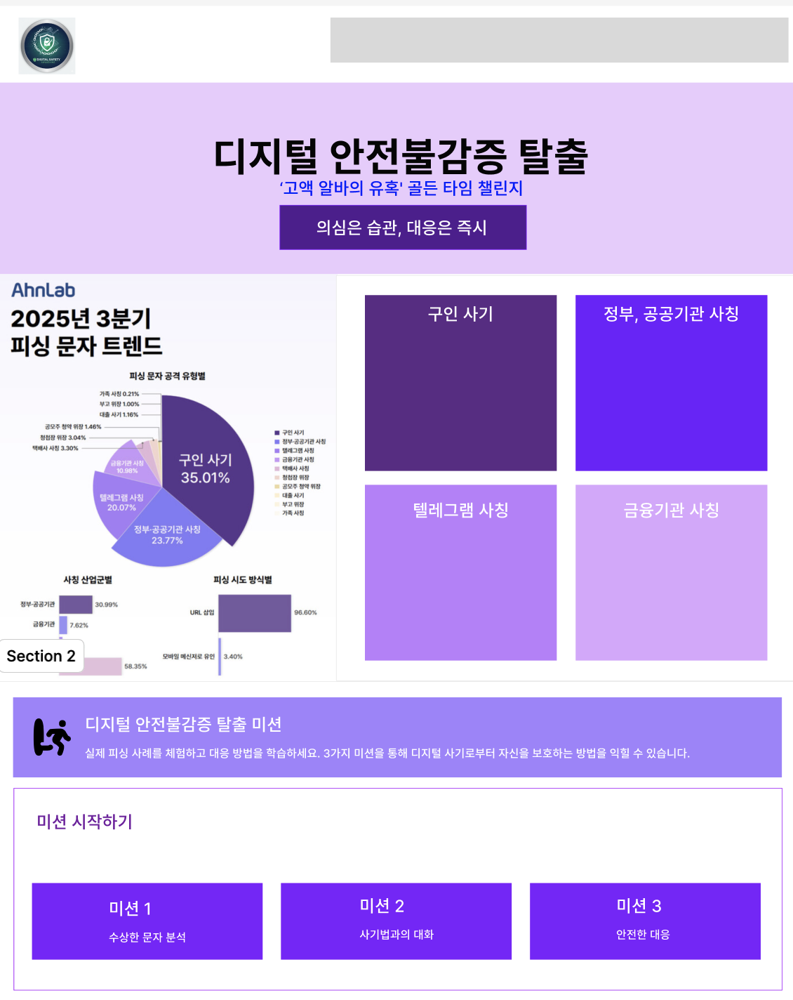 DIGITAL SAFETY
디지털 안전불감증 탈출
‘고액 알바의 유혹' 골든 타임 챌린지
의심은 습관, 대응은 즉시
AhnLab
2025년 3분기
피싱 문자 트렌드
피싱 문자 공격 유형별
가족 사칭 0.21%
부고 위장 1.00%
대출 사기 1.16%
공모주 청약 위장 1.46%
청첩장 위장 3.04%
택배사 사칭 3.30%
금융기관 사칭
10.98%
텔레그램 사칭
20.07%
정부·공공기관 사칭
23.77%
구인 사기
35.01%
구인 사기
정부·공공기관 사칭
텔레그램 사칭
금융기관 사칭
택배사 사칭
청첩장 위장
공모주 청약 위장
대출 사기
부고 위장
가족 사칭
사칭 산업군별
정부·공공기관 30.99%
금융기관 7.62%
58.35%
피싱 시도 방식별
URL 삽입 96.60%
모바일 메신저로 유인 3.40%
Section 2
구인 사기
정부, 공공기관 사칭
텔레그램 사칭
금융기관 사칭
디지털 안전불감증 탈출 미션
실제 피싱 사례를 체험하고 대응 방법을 학습하세요. 3가지 미션을 통해 디지털 사기로부터 자신을 보호하는 방법을 익힐 수 있습니다.
미션 시작하기
미션 1
수상한 문자 분석
미션 2
사기법과의 대화
미션 3
안전한 대응